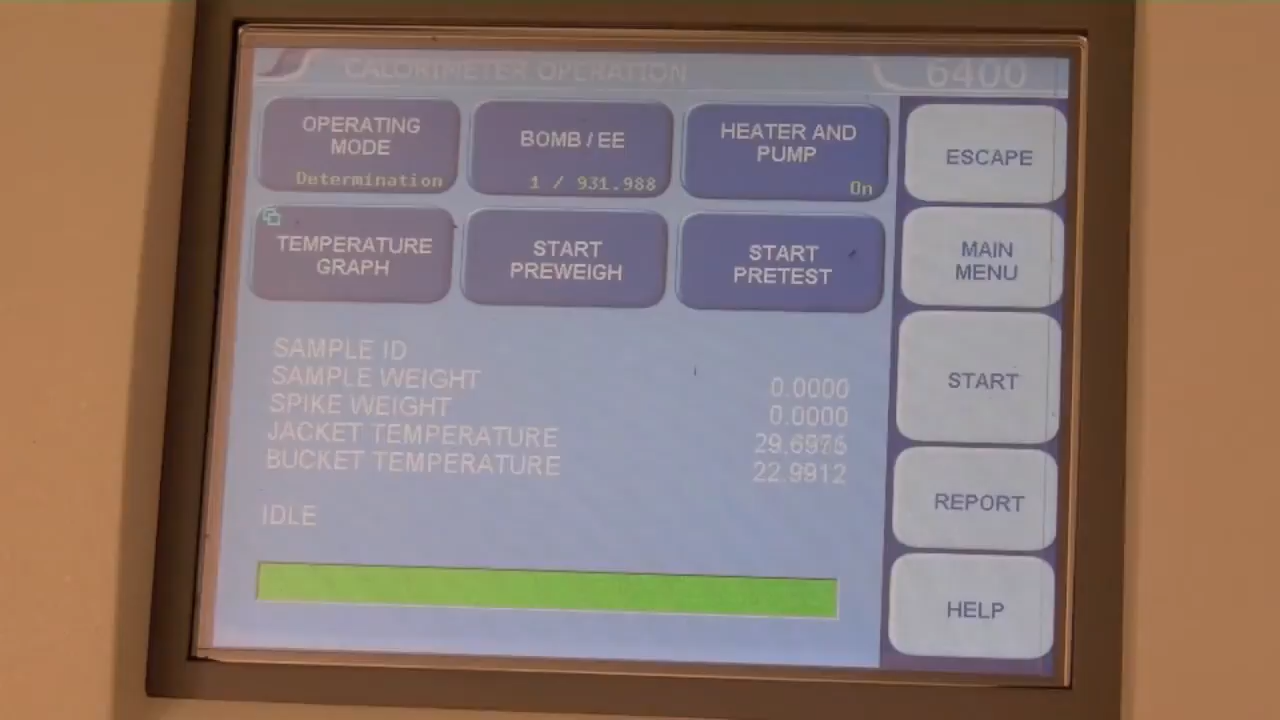 CALORIMETER OPERATION
6400
OPERATING
MODE
Determination
BOMB / EE
1 / 931.988
HEATER AND
PUMP
On
ESCAPE
TEMPERATURE
GRAPH
START
PREWEIGH
START
PRETEST
MAIN
MENU
SAMPLE ID
SAMPLE WEIGHT 0.0000
SPIKE WEIGHT 0.0000
JACKET TEMPERATURE 29.6976
BUCKET TEMPERATURE 22.9912
IDLE
START
REPORT
HELP